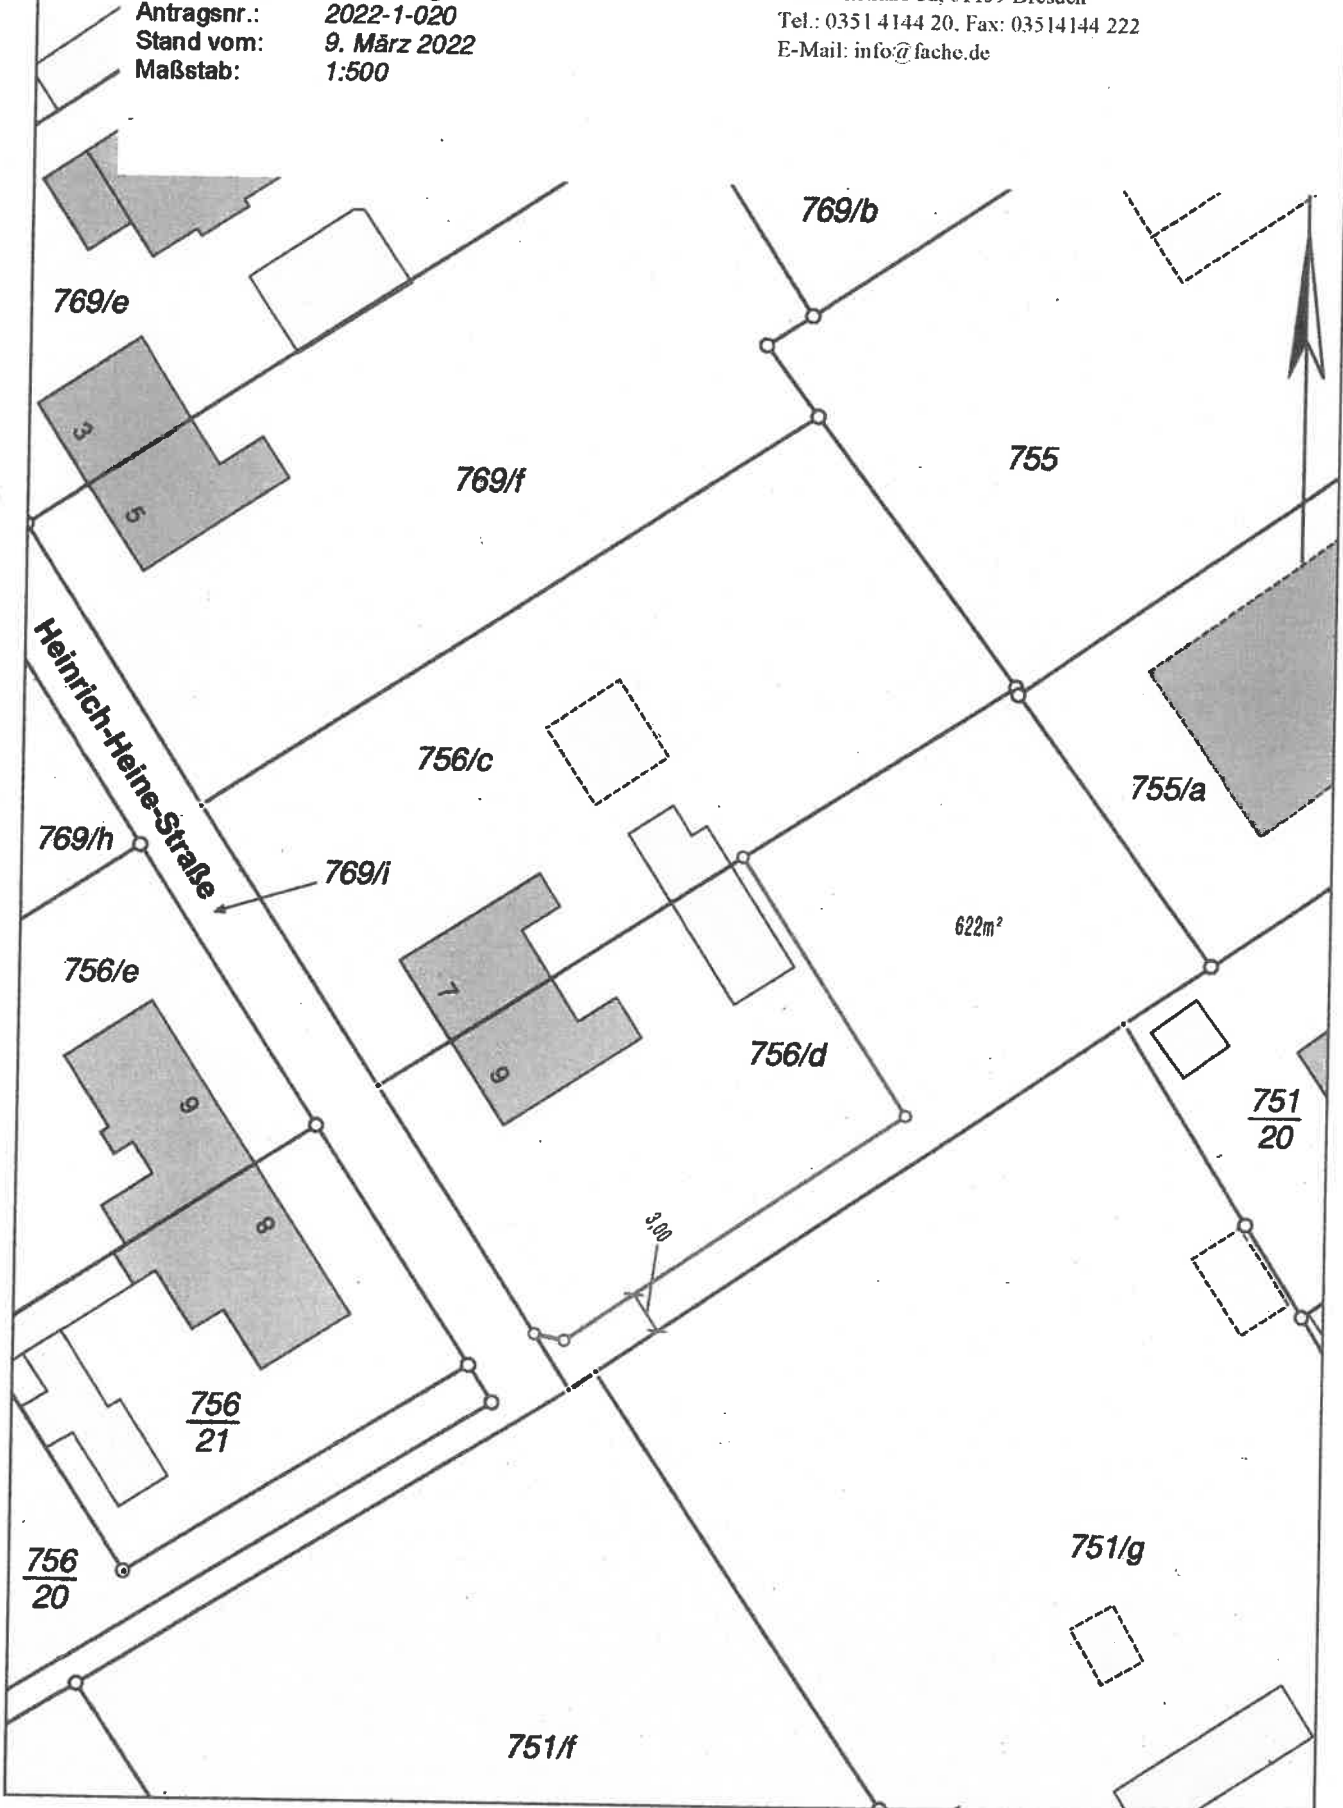 Antragsnr.: 2022-1-020
Stand vom: 9. März 2022
Maßstab: 1:500
Tel.: 0351 4144 20, Fax: 03514144 222
E-Mail: info@fache.de
769/b
769/e
3
5
769/f
755
Heinrich-Heine-Straße
756/c
755/a
769/h
769/i
622m²
756/e
7
9
756/d
9
8
751
20
3,00
756
21
756
20
751/g
751/f